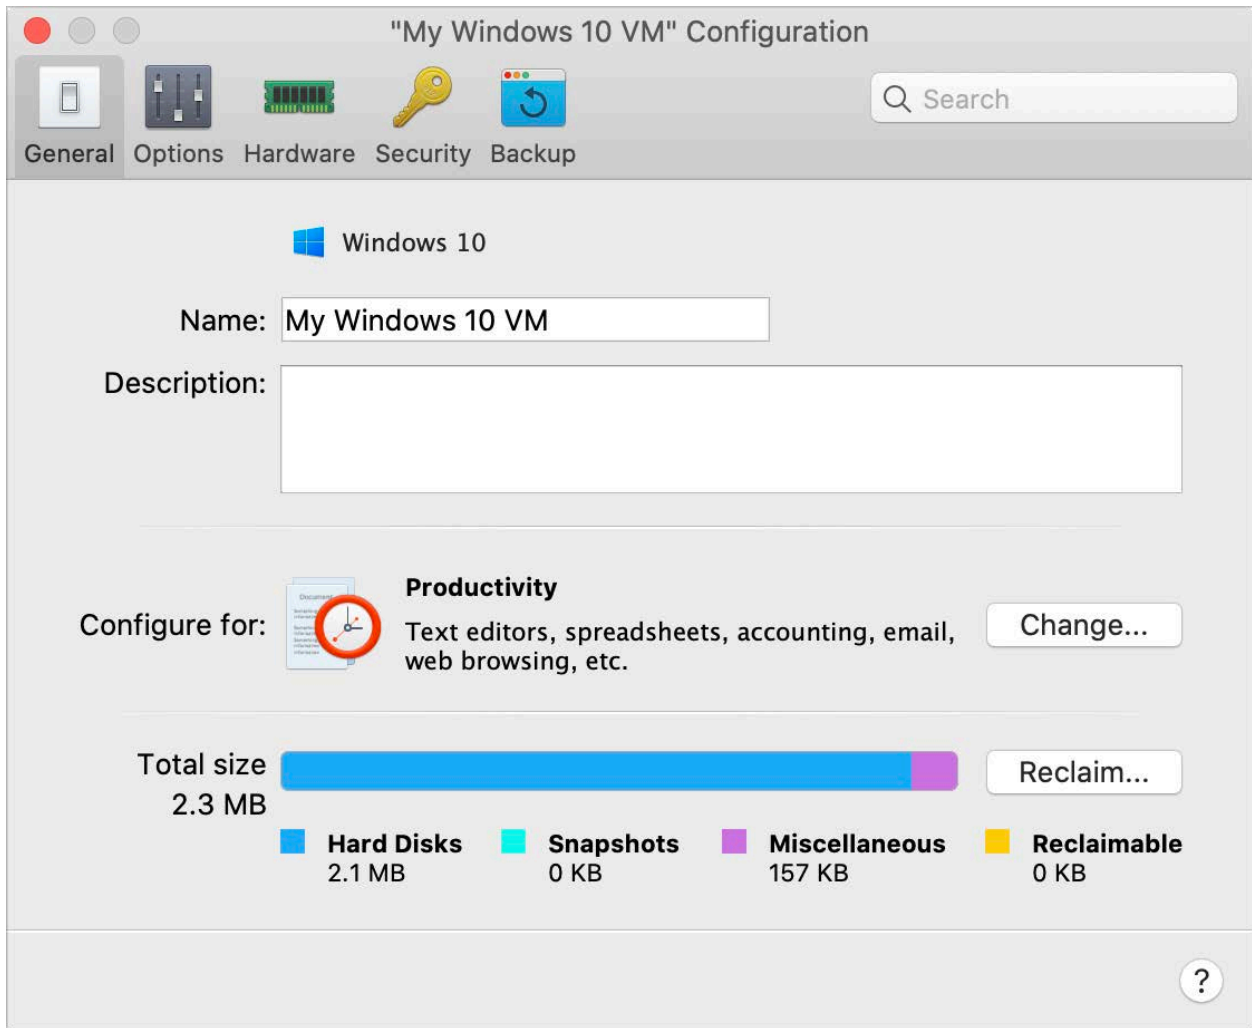 "My Windows 10 VM" Configuration
General Options Hardware Security Backup
Search
Windows 10
Name: My Windows 10 VM
Description:
Configure for:
Productivity
Text editors, spreadsheets, accounting, email,
web browsing, etc.
Change...
Total size
2.3 MB
Reclaim...
Hard Disks
2.1 MB
Snapshots
0 KB
Miscellaneous
157 KB
Reclaimable
0 KB
?